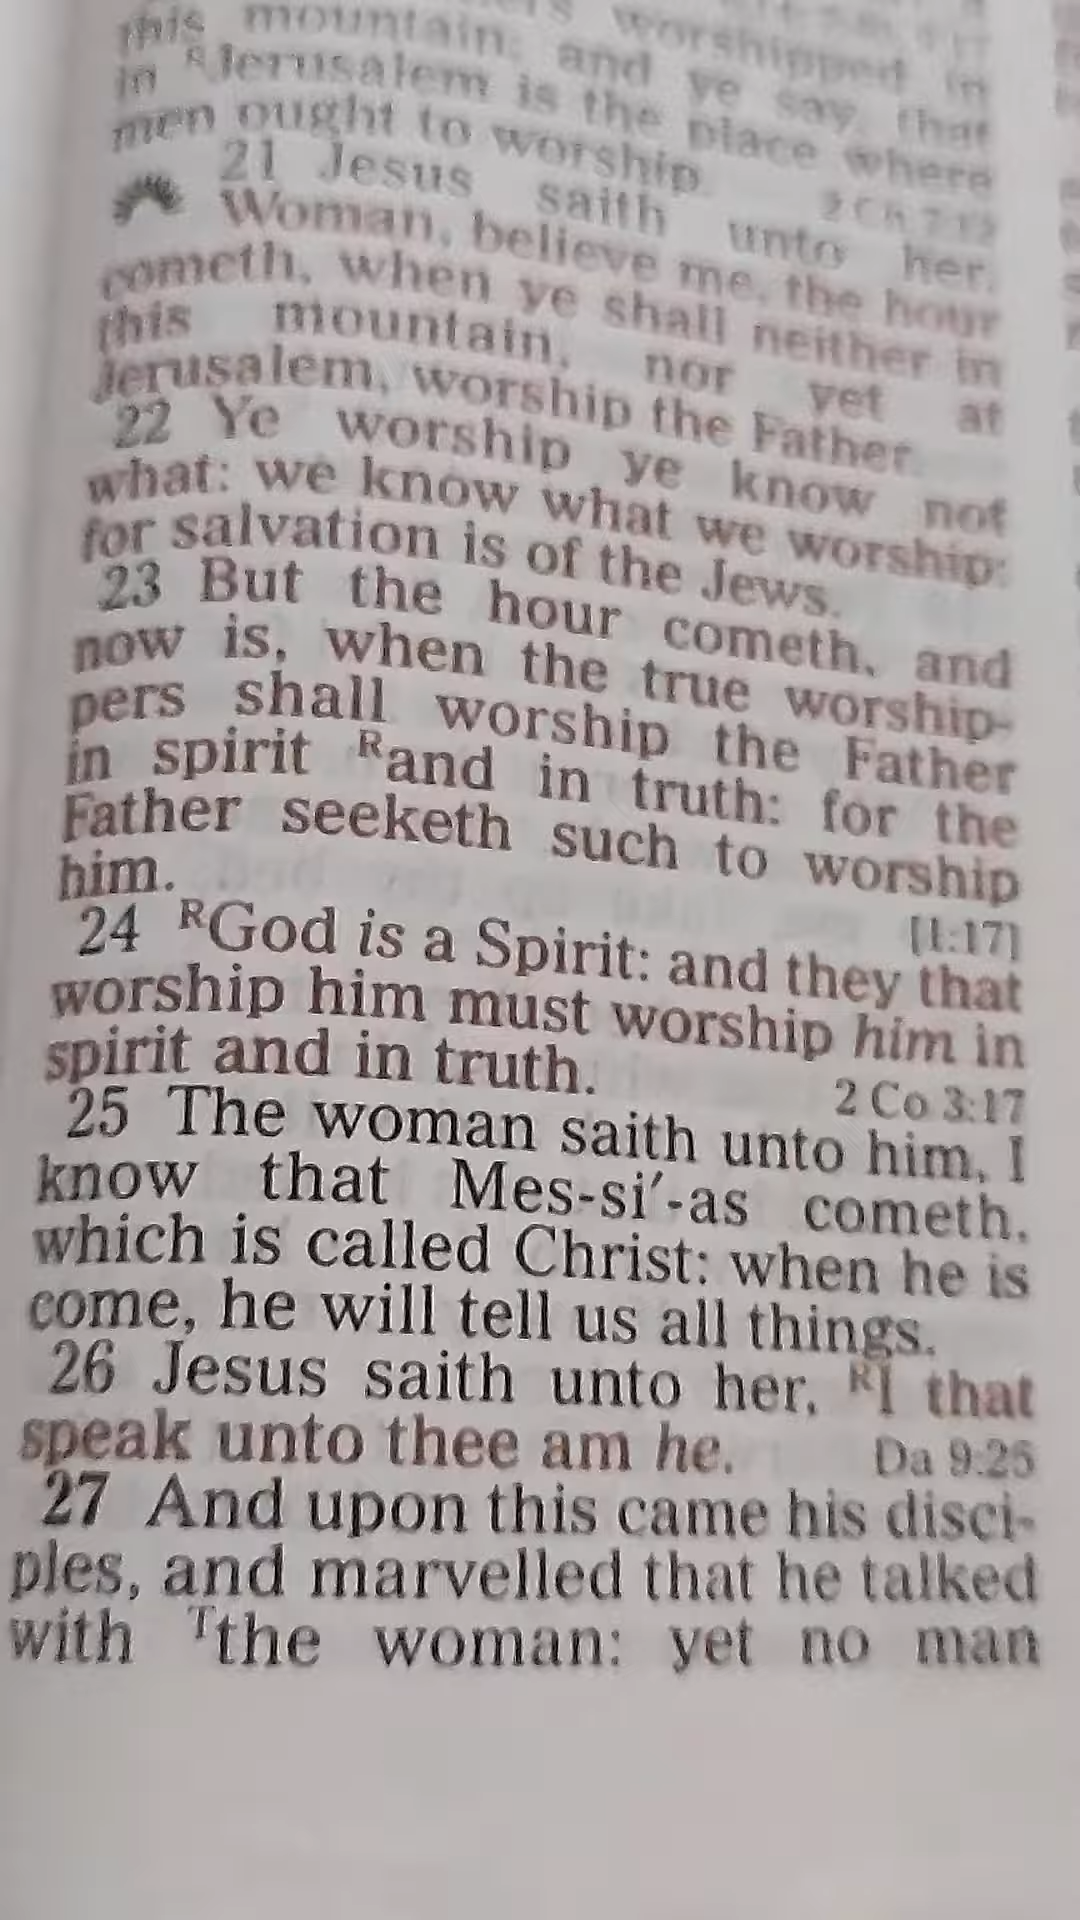 worshipped in
this mountain; and ye say, that
in RJerusalem is the place where
men ought to worship. 2 Ch 7:12
21 Jesus saith unto her,
Woman, believe me, the hour
cometh, when ye shall neither in
this mountain, nor yet at
Jerusalem, worship the Father.
22 Ye worship ye know not
what: we know what we worship:
for salvation is of the Jews.
23 But the hour cometh, and
now is, when the true worship-
pers shall worship the Father
in spirit Rand in truth: for the
Father seeketh such to worship
him. [1:17]
24 RGod is a Spirit: and they that
worship him must worship him in
spirit and in truth. 2 Co 3:17
25 The woman saith unto him, I
know that Mes-si′-as cometh,
which is called Christ: when he is
come, he will tell us all things.
26 Jesus saith unto her, RI that
speak unto thee am he. Da 9:25
27 And upon this came his disci-
ples, and marvelled that he talked
with Tthe woman: yet no man